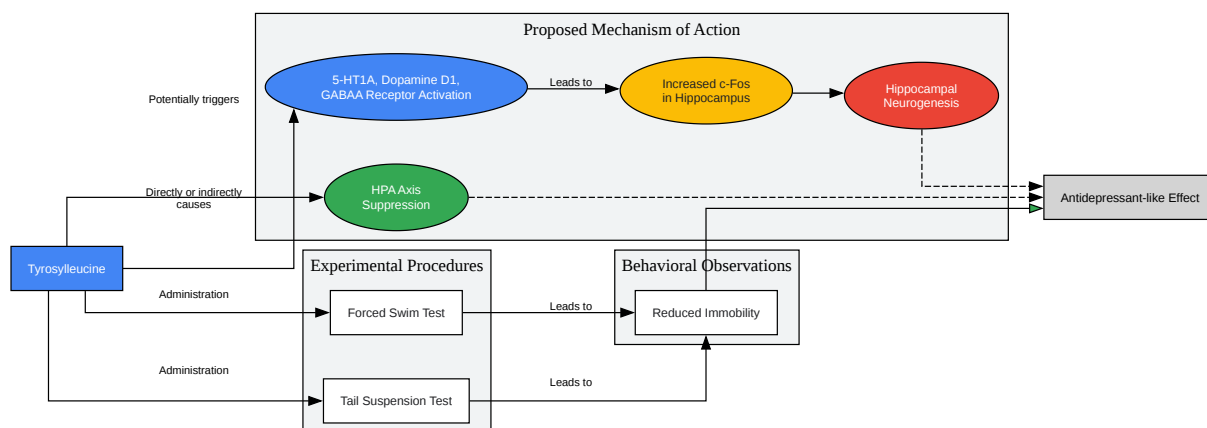 Proposed Mechanism of Action
5-HT1A, Dopamine D1,
GABAA Receptor Activation
Leads to
Increased c-Fos
in Hippocampus
Hippocampal
Neurogenesis
Potentially triggers
Directly or indirectly
causes
HPA Axis
Suppression
Antidepressant-like Effect
Tyrosylleucine
Experimental Procedures
Behavioral Observations
Administration
Forced Swim Test
Leads to
Reduced Immobility
Administration
Tail Suspension Test
Leads to